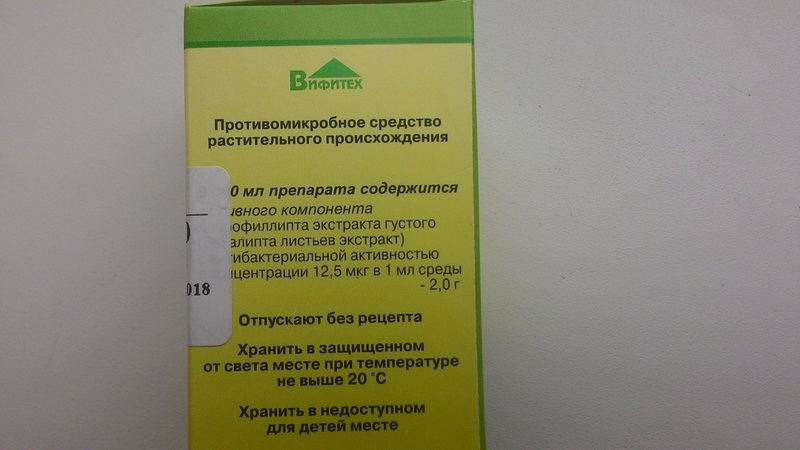 Вифитех
Противомикробное средство
растительного происхождения
0 мл препарата содержится
ивного компонента
рофиллипта экстракта густого
алипта листьев экстракт)
тибактериальной активностью
центрации 12,5 мкг в 1 мл среды
- 2,0 г
018
Отпускают без рецепта
Хранить в защищенном
от света месте при температуре
не выше 20 °С
Хранить в недоступном
для детей месте